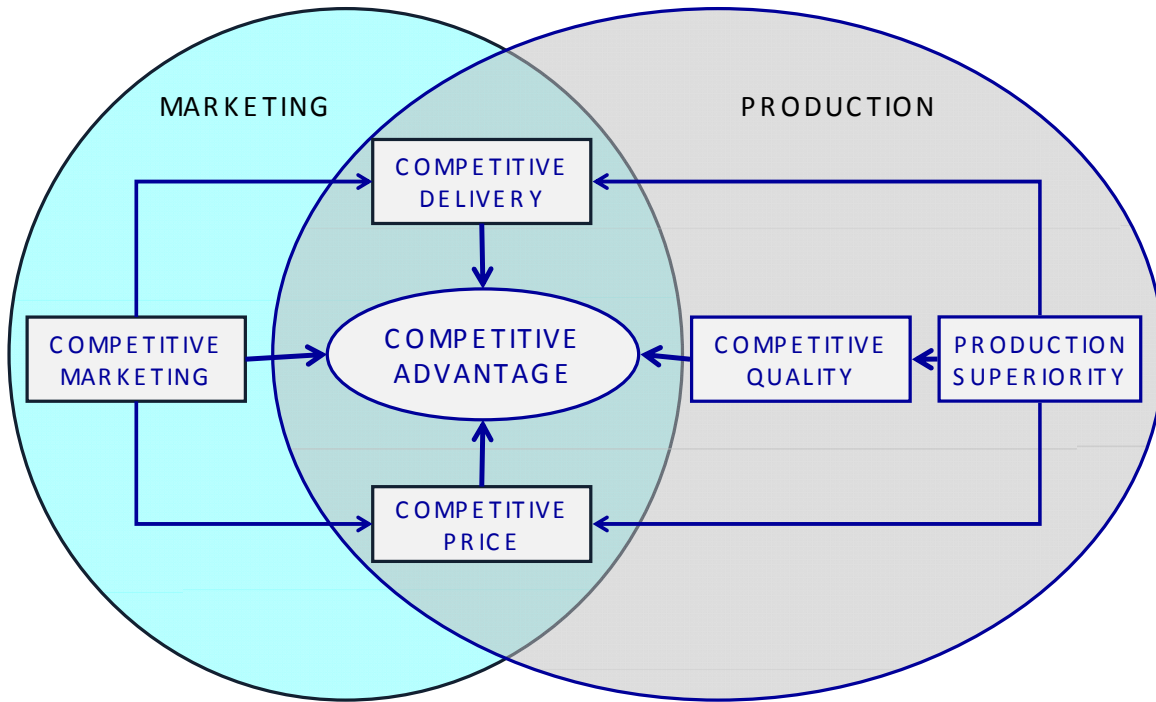 MARKETING
PRODUCTION
COMPETITIVE
DELIVERY
COMPETITIVE
MARKETING
COMPETITIVE
ADVANTAGE
COMPETITIVE
QUALITY
PRODUCTION
SUPERIORITY
COMPETITIVE
PRICE